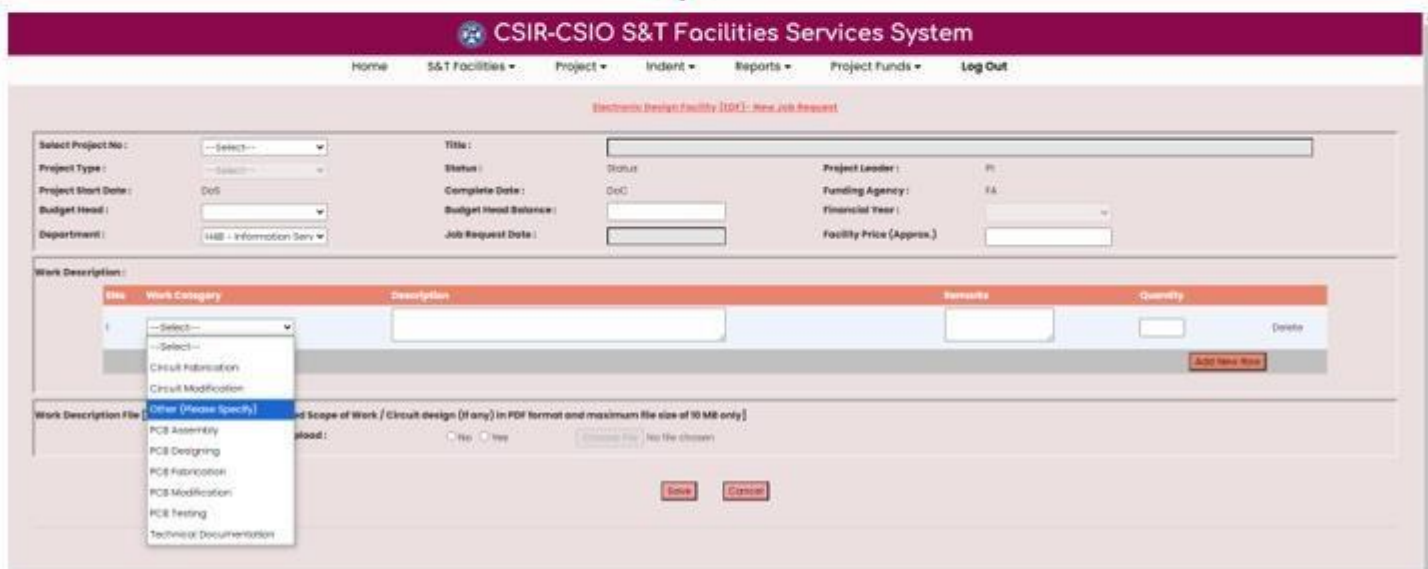 CSIR-CSIO S&T Facilities Services System
Home S&T Facilities Project Indent Reports Project Funds Log Out
Electronic Design Facility [EDF]- New Job Request
Select Project No : ---Select--- Title :
Project Type : ---Select--- Status : Status Project Leader : PI
Project Start Date : DoS Complete Date : DoC Funding Agency : FA
Budget Head : Budget Head Balance : Financial Year :
Department : - Information Serv Job Request Date : Facility Price (Approx.)
Work Description :
SNo Work Category Description Remarks Quantity
1 ---Select--- Delete
---Select---
Circuit Fabrication
Add New Row
Circuit Modification
Other (Please Specify)
Work Description File [ ed Scope of Work / Circuit design (If any) in PDF format and maximum file size of 10 MB only]
PCB Assembly
pload : No Yes Choose File No file chosen
PCB Designing
PCB Fabrication
PCB Modification
Save Cancel
PCB Testing
Technical Documentation